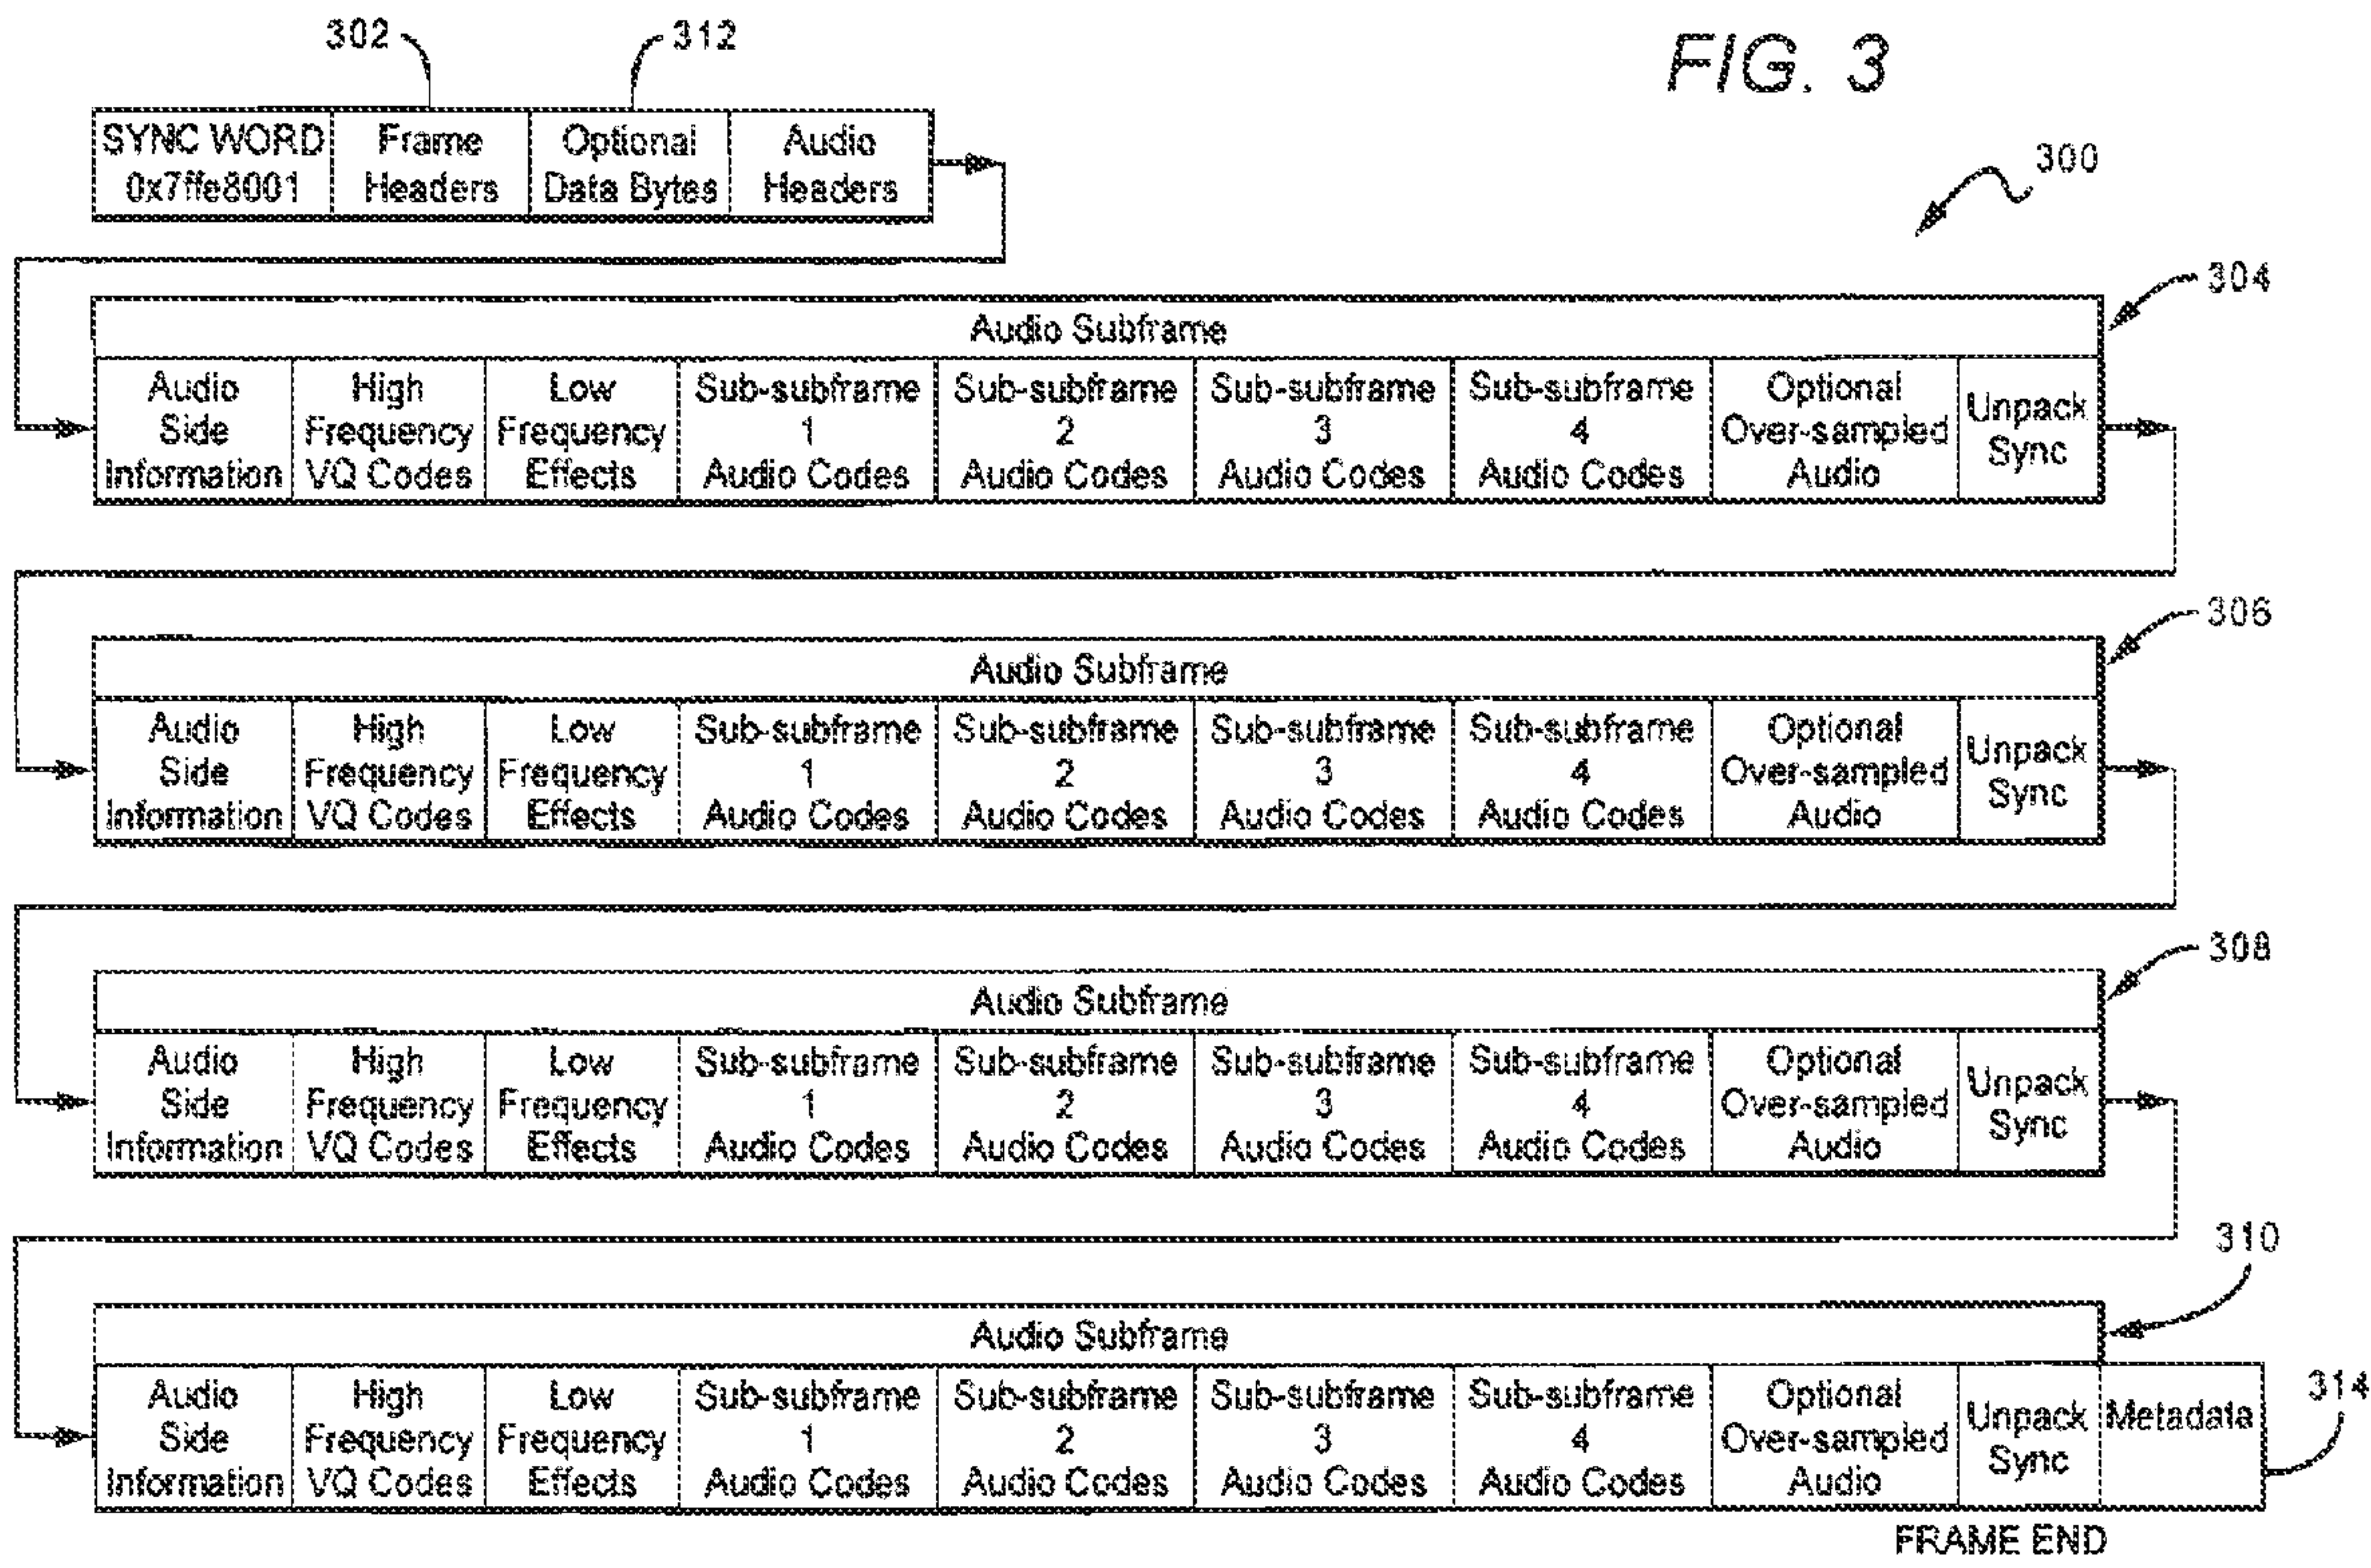 302
312
FIG. 3
SYNC WORD
0x7ffe8001
Frame
Headers
Optional
Data Bytes
Audio
Headers
300
304
Audio Subframe
Audio
Side
Information
High
Frequency
VQ Codes
Low
Frequency
Effects
Sub-subframe
1
Audio Codes
Sub-subframe
2
Audio Codes
Sub-subframe
3
Audio Codes
Sub-subframe
4
Audio Codes
Optional
Over-sampled
Audio
Unpack
Sync
306
Audio Subframe
Audio
Side
Information
High
Frequency
VQ Codes
Low
Frequency
Effects
Sub-subframe
1
Audio Codes
Sub-subframe
2
Audio Codes
Sub-subframe
3
Audio Codes
Sub-subframe
4
Audio Codes
Optional
Over-sampled
Audio
Unpack
Sync
308
Audio Subframe
Audio
Side
Information
High
Frequency
VQ Codes
Low
Frequency
Effects
Sub-subframe
1
Audio Codes
Sub-subframe
2
Audio Codes
Sub-subframe
3
Audio Codes
Sub-subframe
4
Audio Codes
Optional
Over-sampled
Audio
Unpack
Sync
310
Audio Subframe
Audio
Side
Information
High
Frequency
VQ Codes
Low
Frequency
Effects
Sub-subframe
1
Audio Codes
Sub-subframe
2
Audio Codes
Sub-subframe
3
Audio Codes
Sub-subframe
4
Audio Codes
Optional
Over-sampled
Audio
Unpack
Sync
Metadata
314
FRAME END